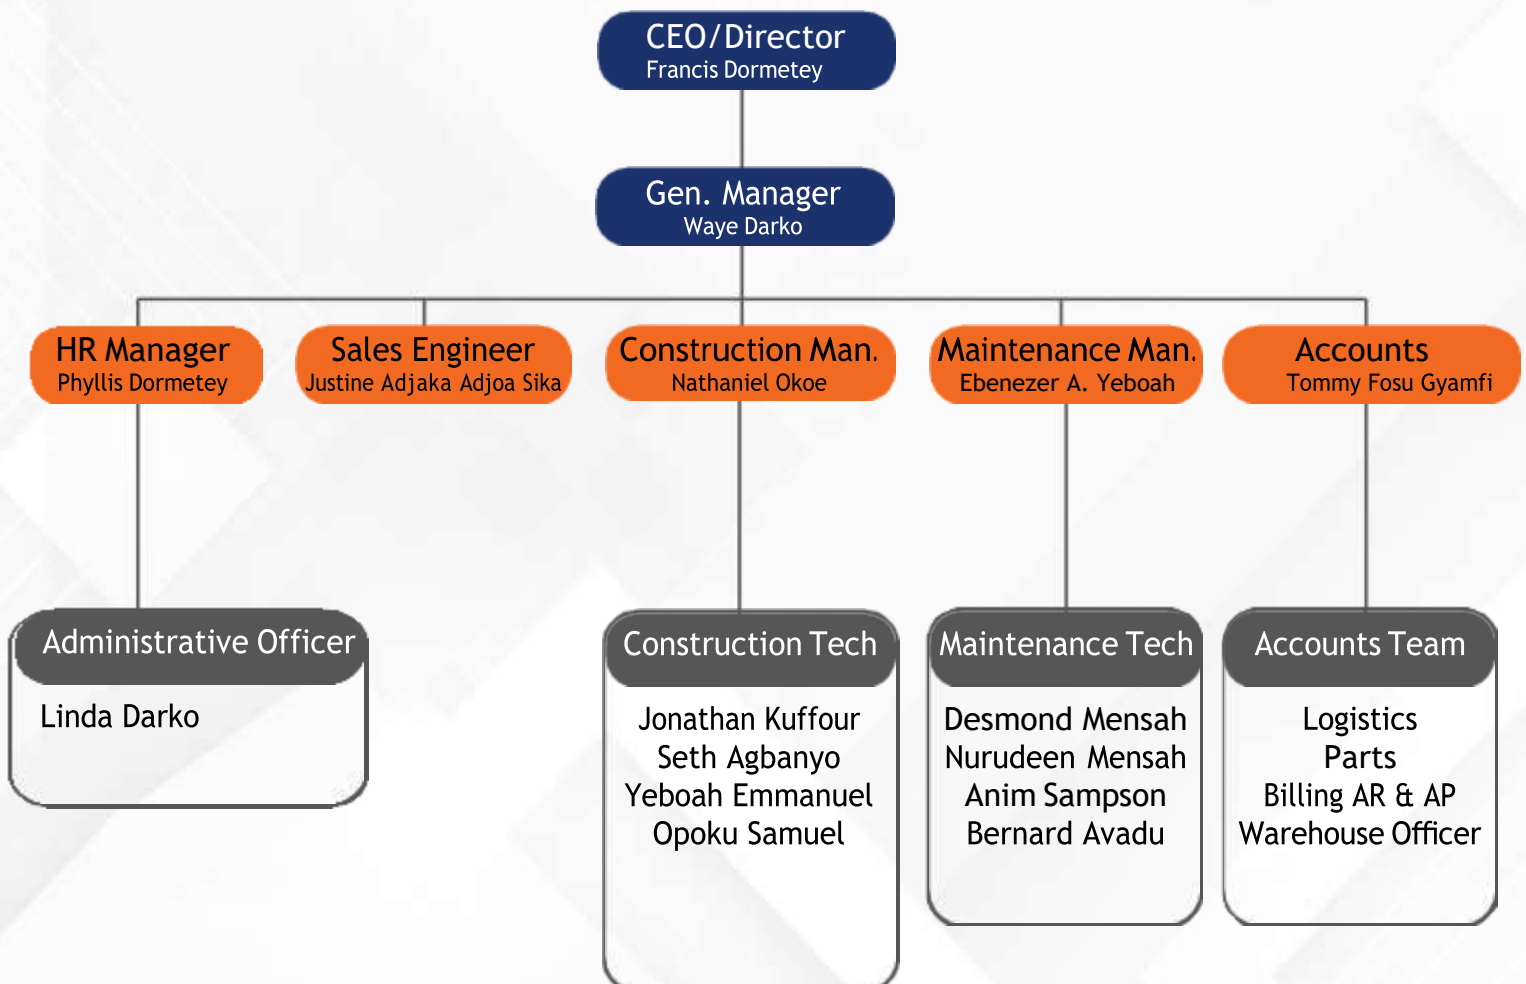 CEO/Director
Francis Dormetey
Gen. Manager
Waye Darko
HR Manager
Phyllis Dormetey
Sales Engineer
Justine Adjaka Adjoa Sika
Construction Man.
Nathaniel Okoe
Maintenance Man.
Ebenezer A. Yeboah
Accounts
Tommy Fosu Gyamfi
Administrative Officer
Linda Darko
Construction Tech
Jonathan Kuffour
Seth Agbanyo
Yeboah Emmanuel
Opoku Samuel
Maintenance Tech
Desmond Mensah
Nurudeen Mensah
Anim Sampson
Bernard Avadu
Accounts Team
Logistics
Parts
Billing AR & AP
Warehouse Officer